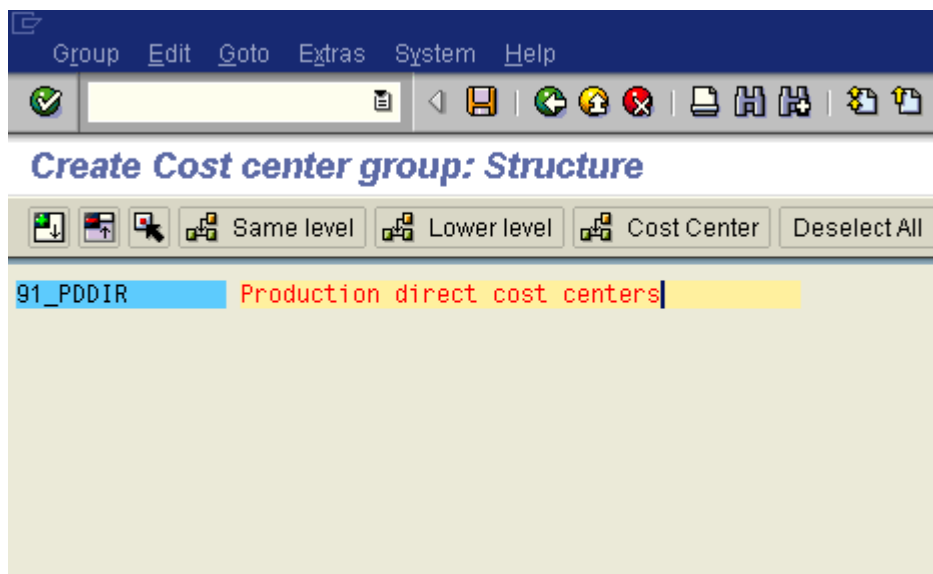 Group Edit Goto Extras System Help
Create Cost center group: Structure
Same level Lower level Cost Center Deselect All
91_PDDIR Production direct cost centers